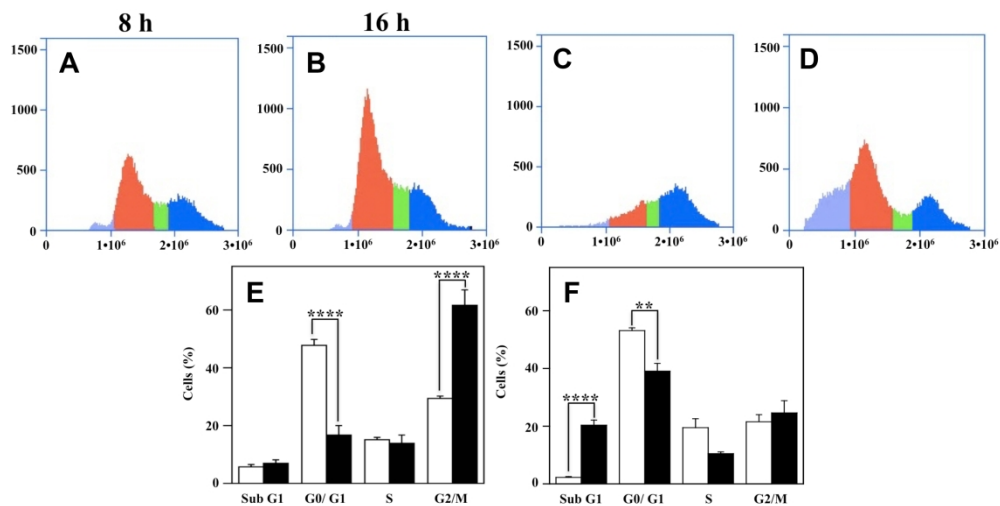 8 h 16 h
A B C D
1500 1500 1500 1500
1000 1000 1000 1000
500 500 500 500
0 0 0 0
0 1•10⁶ 2•10⁶ 3•10⁶ 0 1•10⁶ 2•10⁶ 3•10⁶ 0 1•10⁶ 2•10⁶ 3•10⁶ 0 1•10⁶ 2•10⁶ 3•10⁶
E
Cells (%)
60
40
20
0
**** ****
Sub G1 G0/ G1 S G2/M
F
Cells (%)
60
40
20
0
**** **
Sub G1 G0/ G1 S G2/M